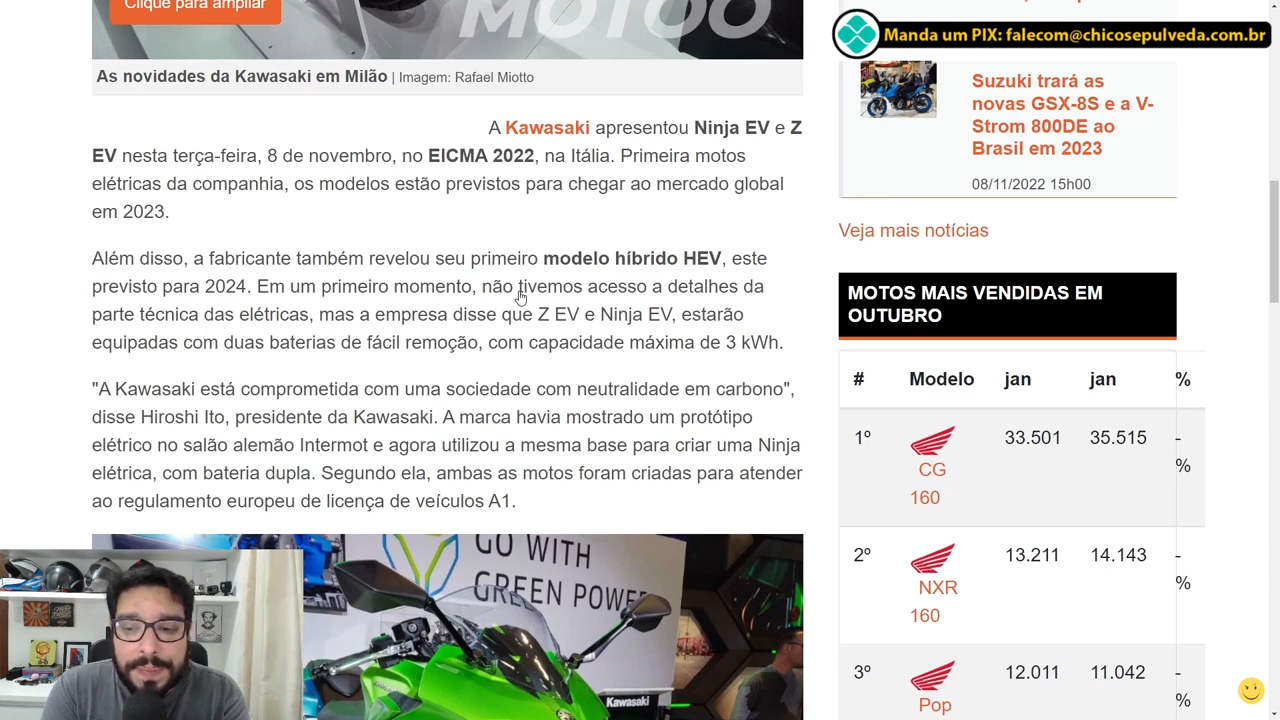 Clique para ampliar
MOTOO
Manda um PIX: falecom@chicosepulveda.com.br
As novidades da Kawasaki em Milão | Imagem: Rafael Miotto
A Kawasaki apresentou Ninja EV e Z
EV nesta terça-feira, 8 de novembro, no EICMA 2022, na Itália. Primeira motos
elétricas da companhia, os modelos estão previstos para chegar ao mercado global
em 2023.
Além disso, a fabricante também revelou seu primeiro modelo híbrido HEV, este
previsto para 2024. Em um primeiro momento, não tivemos acesso a detalhes da
parte técnica das elétricas, mas a empresa disse que Z EV e Ninja EV, estarão
equipadas com duas baterias de fácil remoção, com capacidade máxima de 3 kWh.
"A Kawasaki está comprometida com uma sociedade com neutralidade em carbono",
disse Hiroshi Ito, presidente da Kawasaki. A marca havia mostrado um protótipo
elétrico no salão alemão Intermot e agora utilizou a mesma base para criar uma Ninja
elétrica, com bateria dupla. Segundo ela, ambas as motos foram criadas para atender
ao regulamento europeu de licença de veículos A1.
GO WITH
GREEN POWER
Kawasaki
Suzuki trará as
novas GSX-8S e a V-
Strom 800DE ao
Brasil em 2023
08/11/2022 15h00
Veja mais notícias
MOTOS MAIS VENDIDAS EM
OUTUBRO
# Modelo jan jan %
1º 33.501 35.515 -
CG %
160
2º 13.211 14.143 -
NXR %
160
3º 12.011 11.042 -
Pop %